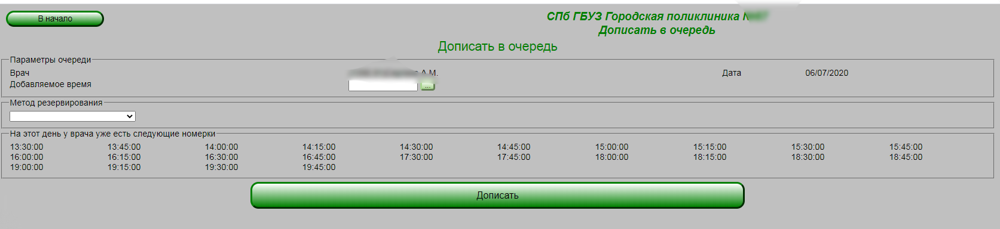 В начало
СПб ГБУЗ Городская поликлиника
Дописать в очередь
Дописать в очередь
Параметры очереди
Врач А.М. Дата 06/07/2020
Добавляемое время ...
Метод резервирования
На этот день у врача уже есть следующие номерки
13:30:00 13:45:00 14:00:00 14:15:00 14:30:00 14:45:00 15:00:00 15:15:00 15:30:00 15:45:00
16:00:00 16:15:00 16:30:00 16:45:00 17:30:00 17:45:00 18:00:00 18:15:00 18:30:00 18:45:00
19:00:00 19:15:00 19:30:00 19:45:00
Дописать